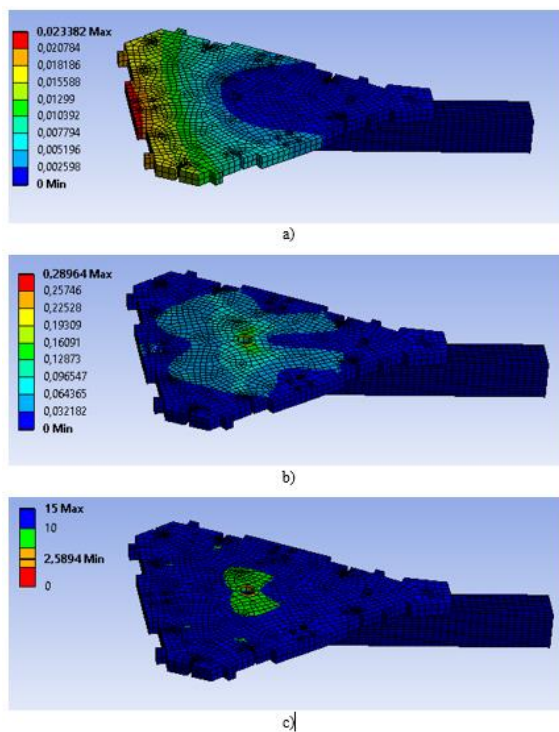 0,023382 Max
0,020784
0,018186
0,015588
0,01299
0,010392
0,007794
0,005196
0,002598
0 Min
a)
0,28964 Max
0,25746
0,22528
0,19309
0,16091
0,12873
0,096547
0,064365
0,032182
0 Min
b)
15 Max
10
2,5894 Min
0
c)